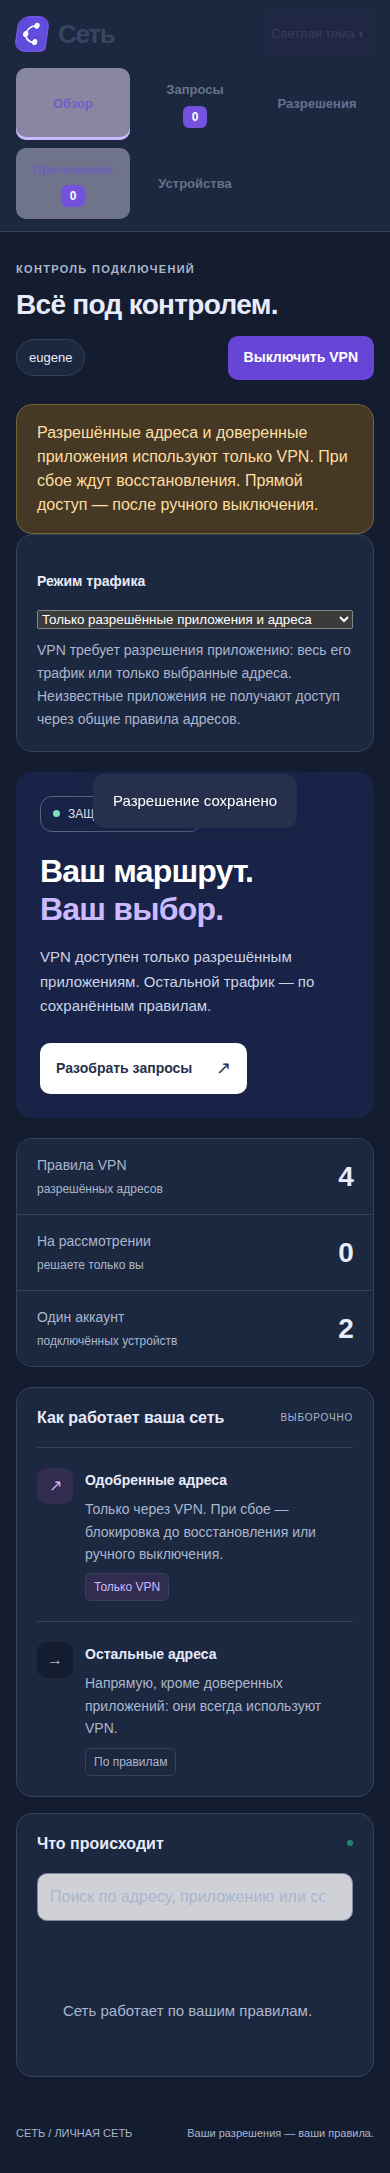 Сеть
Светлая тема
Обзор
Запросы
0
Разрешения
Приложения
0
Устройства
КОНТРОЛЬ ПОДКЛЮЧЕНИЙ
Всё под контролем.
eugene
Выключить VPN
Разрешённые адреса и доверенные
приложения используют только VPN. При
сбое ждут восстановления. Прямой
доступ — после ручного выключения.
Режим трафика
Только разрешённые приложения и адреса
VPN требует разрешения приложению: весь его
трафик или только выбранные адреса.
Неизвестные приложения не получают доступ
через общие правила адресов.
Разрешение сохранено
Ваш маршрут.
Ваш выбор.
VPN доступен только разрешённым
приложениям. Остальной трафик — по
сохранённым правилам.
Разобрать запросы ↗
Правила VPN
разрешённых адресов
4
На рассмотрении
решаете только вы
0
Один аккаунт
подключённых устройств
2
Как работает ваша сеть
ВЫБОРОЧНО
↗
Одобренные адреса
Только через VPN. При сбое —
блокировка до восстановления или
ручного выключения.
Только VPN
→
Остальные адреса
Напрямую, кроме доверенных
приложений: они всегда используют
VPN.
По правилам
Что происходит
Поиск по адресу, приложению или
Сеть работает по вашим правилам.
СЕТЬ / ЛИЧНАЯ СЕТЬ
Ваши разрешения — ваши правила.